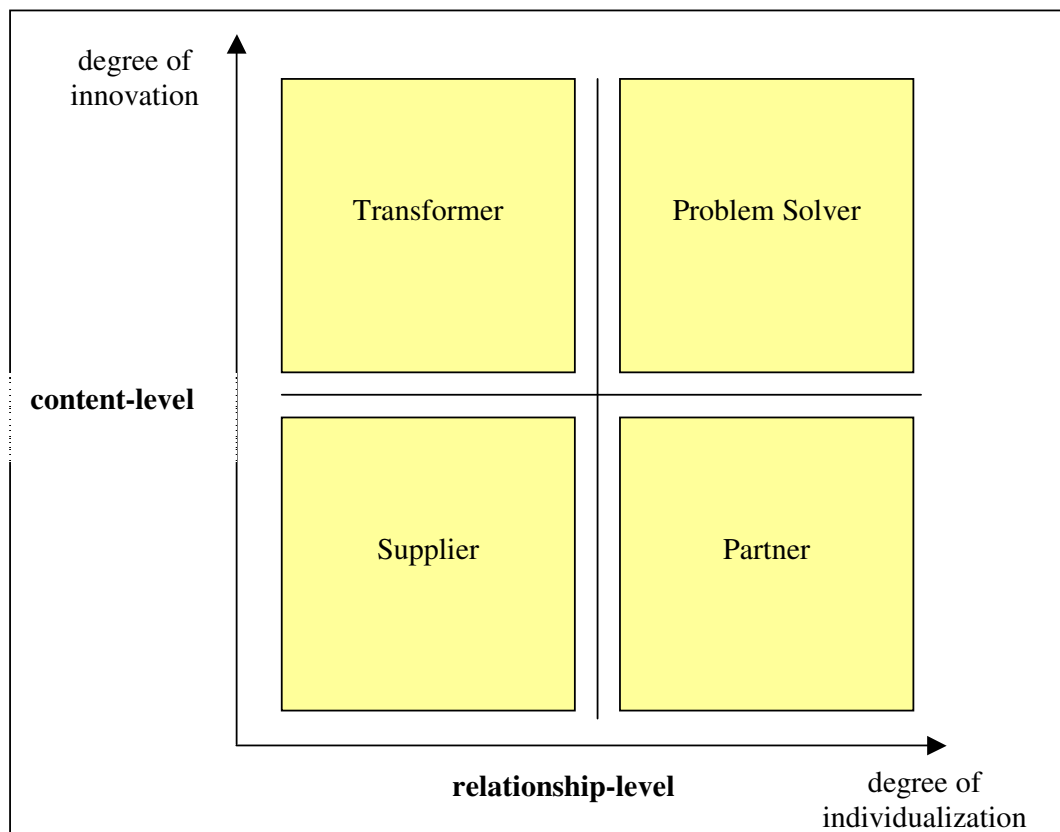 degree of
innovation
Transformer
Problem Solver
content-level
Supplier
Partner
relationship-level
degree of
individualization